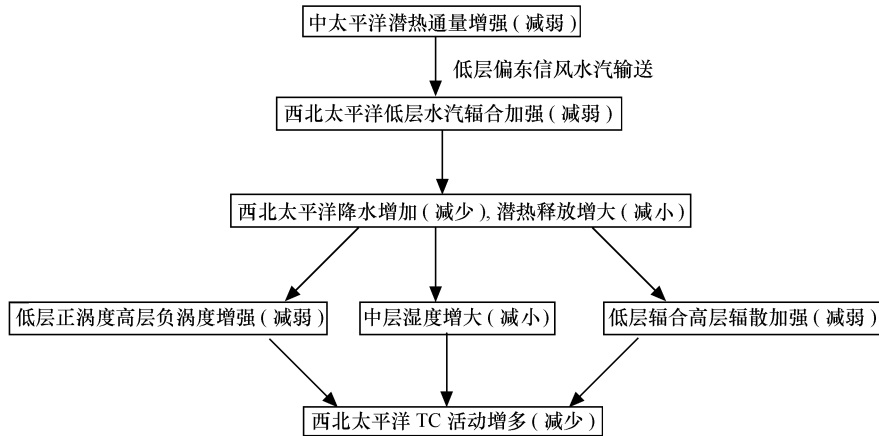 中太平洋潜热通量增强(减弱)
低层偏东信风水汽输送
西北太平洋低层水汽辐合加强(减弱)
西北太平洋降水增加(减少),潜热释放增大(减小)
低层正涡度高层负涡度增强(减弱)
中层湿度增大(减小)
低层辐合高层辐散加强(减弱)
西北太平洋 TC 活动增多(减少)